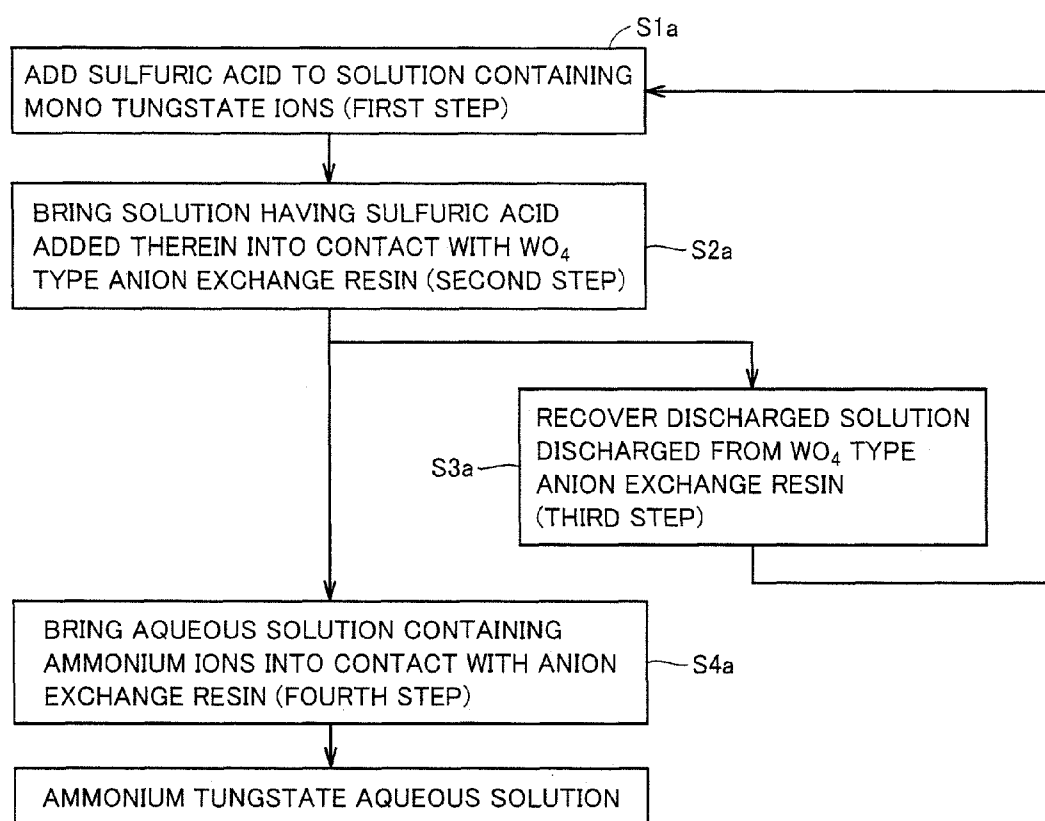 S1a
ADD SULFURIC ACID TO SOLUTION CONTAINING
MONO TUNGSTATE IONS (FIRST STEP)
BRING SOLUTION HAVING SULFURIC ACID
ADDED THEREIN INTO CONTACT WITH WO₄
TYPE ANION EXCHANGE RESIN (SECOND STEP)
S2a
RECOVER DISCHARGED SOLUTION
DISCHARGED FROM WO₄ TYPE
ANION EXCHANGE RESIN
(THIRD STEP)
S3a
BRING AQUEOUS SOLUTION CONTAINING
AMMONIUM IONS INTO CONTACT WITH ANION
EXCHANGE RESIN (FOURTH STEP)
S4a
AMMONIUM TUNGSTATE AQUEOUS SOLUTION